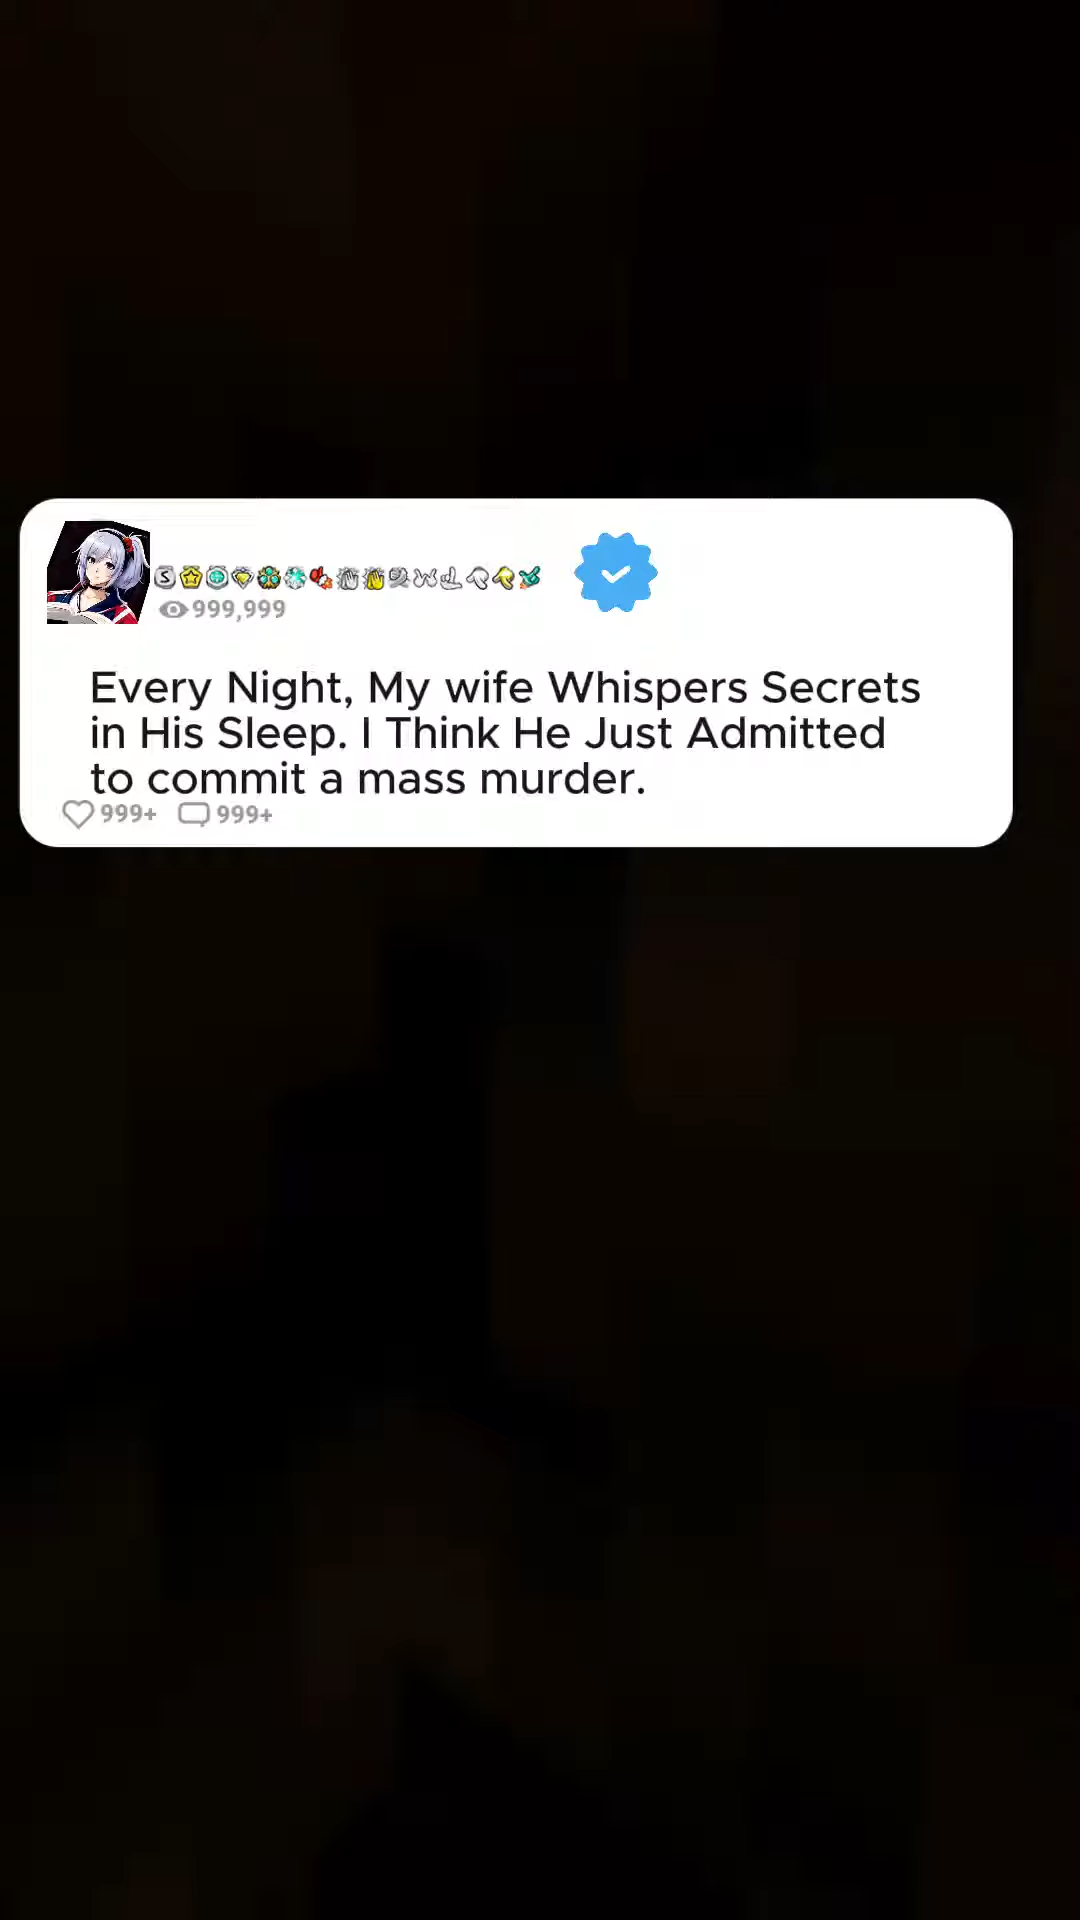 999,999
Every Night, My wife Whispers Secrets
in His Sleep. I Think He Just Admitted
to commit a mass murder.
999+ 999+